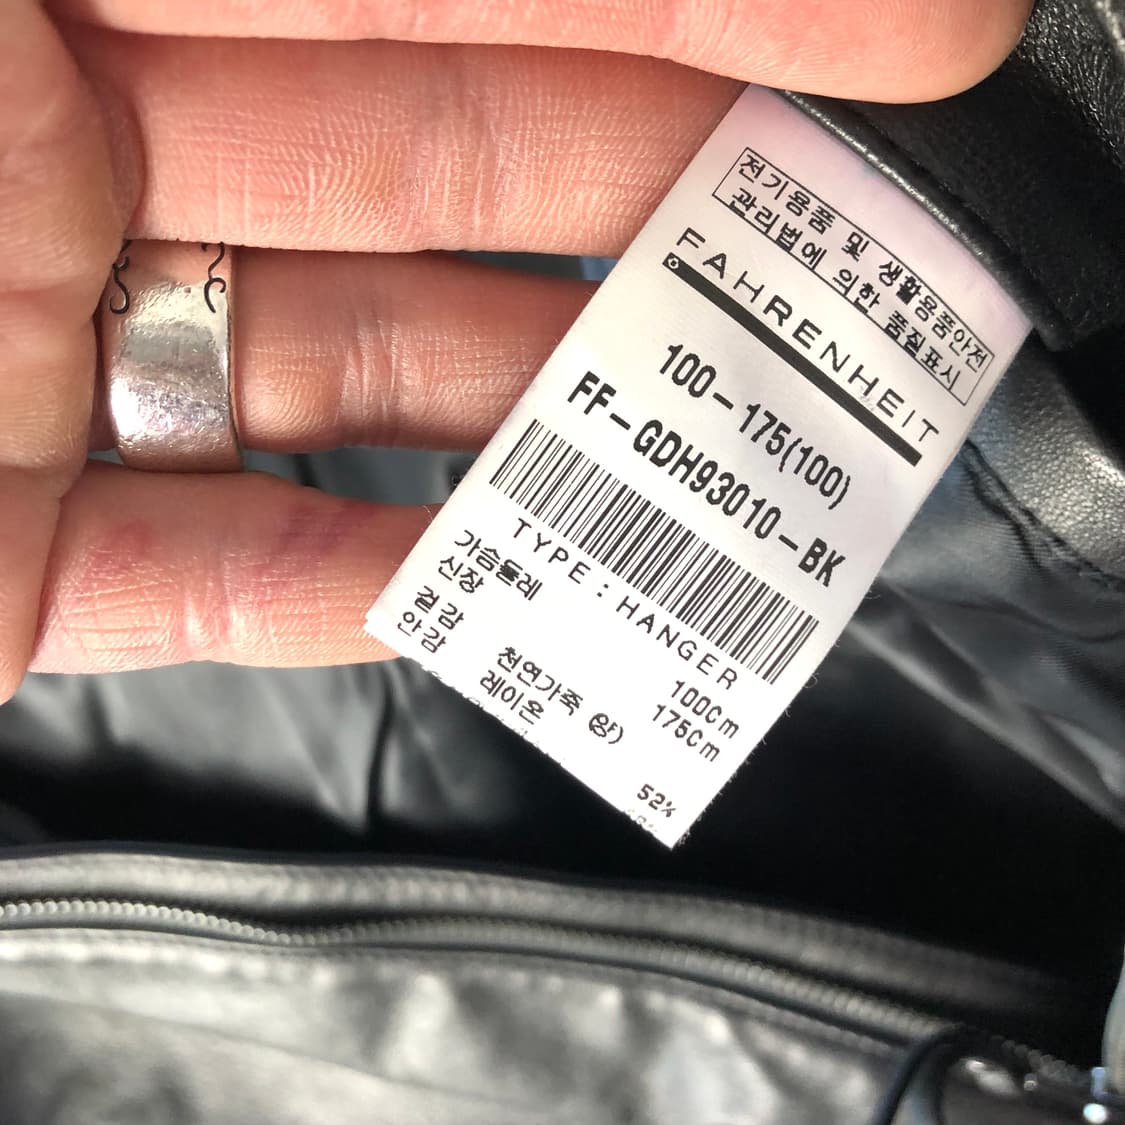 전기용품 및 생활용품안전
관리법에 의한 품질표시
FAHRENHEIT
100-175(100)
FF-GDH93010-BK
TYPE : HANGER
가슴둘레 100Cm
신장 175Cm
겉감 천연가죽 (양)
안감 레이온 52%